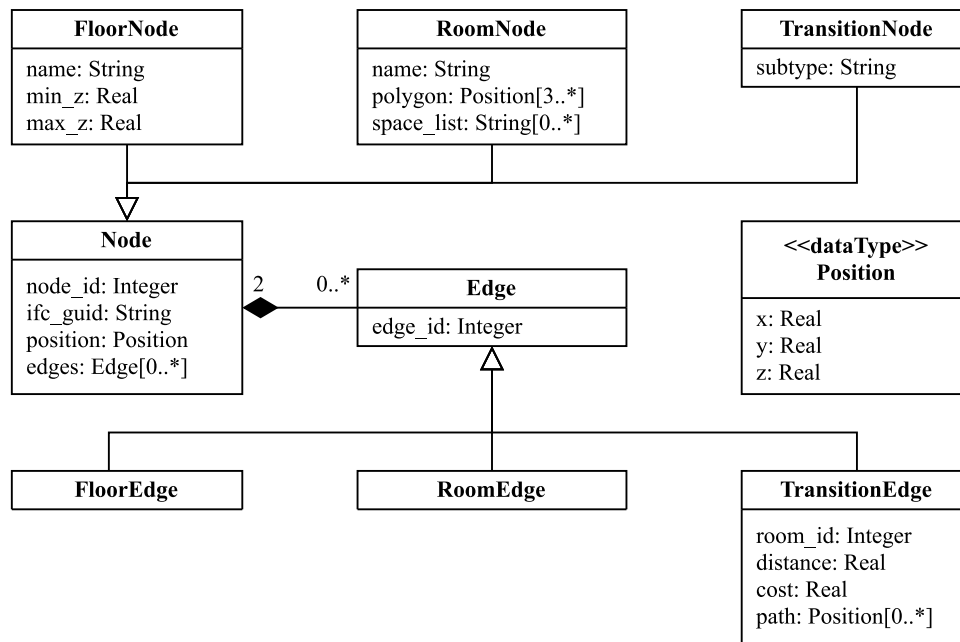 FloorNode
name: String
min_z: Real
max_z: Real
RoomNode
name: String
polygon: Position[3..*]
space_list: String[0..*]
TransitionNode
subtype: String
Node
node_id: Integer
ifc_guid: String
position: Position
edges: Edge[0..*]
2
0..*
Edge
edge_id: Integer
<<dataType>>
Position
x: Real
y: Real
z: Real
FloorEdge
RoomEdge
TransitionEdge
room_id: Integer
distance: Real
cost: Real
path: Position[0..*]